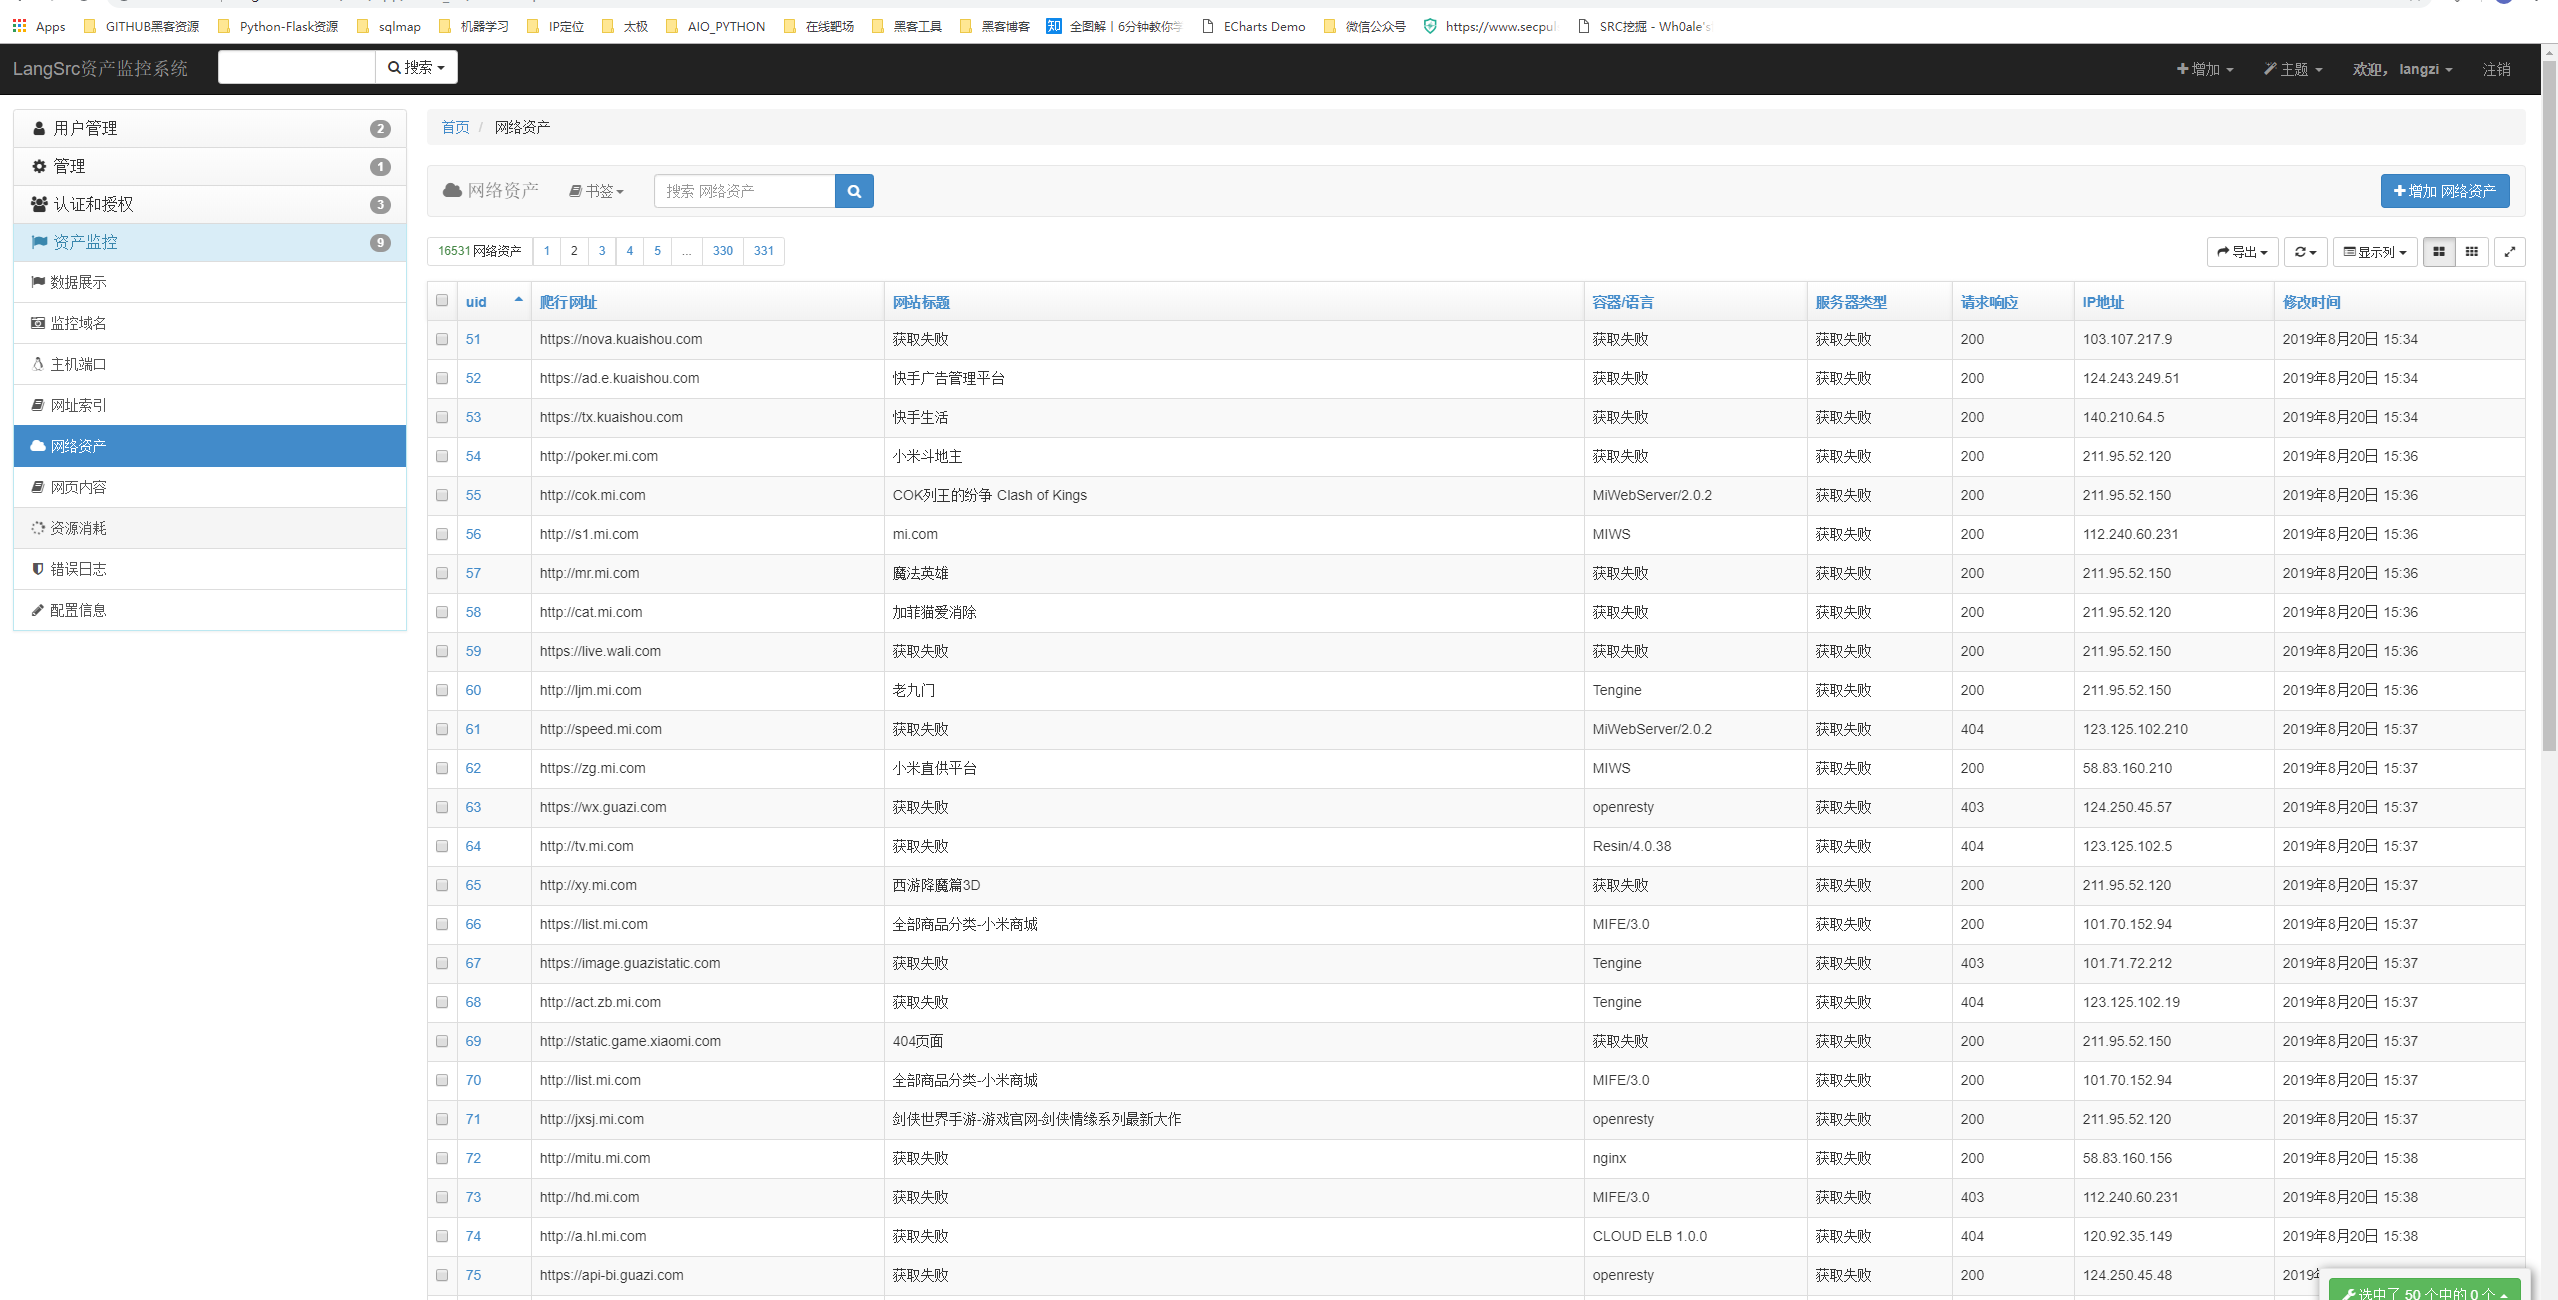 Apps GITHUB黑客资源 Python-Flask资源 sqlmap 机器学习 IP定位 太极 AIO_PYTHON 在线靶场 黑客工具 黑客博客 知 全图解丨6分钟教你 ECharts Demo 微信公众号 https://www.secpul SRC挖掘 - Wh0ale's
LangSrc资产监控系统 搜索 增加 主题 欢迎， langzi 注销
用户管理 2
管理 1
认证和授权 3
资产监控 9
数据展示
监控域名
主机端口
网址索引
网络资产
网页内容
资源消耗
错误日志
配置信息
首页 / 网络资产
网络资产 书签 搜索 网络资产 增加 网络资产
16531 网络资产 1 2 3 4 5 ... 330 331 导出 显示列
uid 爬行网址 网站标题 容器/语言 服务器类型 请求响应 IP地址 修改时间
51 https://nova.kuaishou.com 获取失败 获取失败 获取失败 200 103.107.217.9 2019年8月20日 15:34
52 https://ad.e.kuaishou.com 快手广告管理平台 获取失败 获取失败 200 124.243.249.51 2019年8月20日 15:34
53 https://tx.kuaishou.com 快手生活 获取失败 获取失败 200 140.210.64.5 2019年8月20日 15:34
54 http://poker.mi.com 小米斗地主 获取失败 获取失败 200 211.95.52.120 2019年8月20日 15:36
55 http://cok.mi.com COK列王的纷争 Clash of Kings MiWebServer/2.0.2 获取失败 200 211.95.52.150 2019年8月20日 15:36
56 http://s1.mi.com mi.com MIWS 获取失败 200 112.240.60.231 2019年8月20日 15:36
57 http://mr.mi.com 魔法英雄 获取失败 获取失败 200 211.95.52.150 2019年8月20日 15:36
58 http://cat.mi.com 加菲猫爱消除 获取失败 获取失败 200 211.95.52.120 2019年8月20日 15:36
59 https://live.wali.com 获取失败 获取失败 获取失败 200 211.95.52.150 2019年8月20日 15:36
60 http://ljm.mi.com 老九门 Tengine 获取失败 200 211.95.52.150 2019年8月20日 15:36
61 http://speed.mi.com 获取失败 MiWebServer/2.0.2 获取失败 404 123.125.102.210 2019年8月20日 15:37
62 https://zg.mi.com 小米直供平台 MIWS 获取失败 200 58.83.160.210 2019年8月20日 15:37
63 https://wx.guazi.com 获取失败 openresty 获取失败 403 124.250.45.57 2019年8月20日 15:37
64 http://tv.mi.com 获取失败 Resin/4.0.38 获取失败 404 123.125.102.5 2019年8月20日 15:37
65 http://xy.mi.com 西游降魔篇3D 获取失败 获取失败 200 211.95.52.120 2019年8月20日 15:37
66 https://list.mi.com 全部商品分类-小米商城 MIFE/3.0 获取失败 200 101.70.152.94 2019年8月20日 15:37
67 https://image.guazistatic.com 获取失败 Tengine 获取失败 403 101.71.72.212 2019年8月20日 15:37
68 http://act.zb.mi.com 获取失败 Tengine 获取失败 404 123.125.102.19 2019年8月20日 15:37
69 http://static.game.xiaomi.com 404页面 获取失败 获取失败 200 211.95.52.150 2019年8月20日 15:37
70 http://list.mi.com 全部商品分类-小米商城 MIFE/3.0 获取失败 200 101.70.152.94 2019年8月20日 15:37
71 http://jxsj.mi.com 剑侠世界手游-游戏官网-剑侠情缘系列最新大作 openresty 获取失败 200 211.95.52.120 2019年8月20日 15:37
72 http://mitu.mi.com 获取失败 nginx 获取失败 200 58.83.160.156 2019年8月20日 15:38
73 http://hd.mi.com 获取失败 MIFE/3.0 获取失败 403 112.240.60.231 2019年8月20日 15:38
74 http://a.hl.mi.com 获取失败 CLOUD ELB 1.0.0 获取失败 404 120.92.35.149 2019年8月20日 15:38
75 https://api-bi.guazi.com 获取失败 openresty 获取失败 200 124.250.45.48 2019年
选中了 50 个中的 0 个